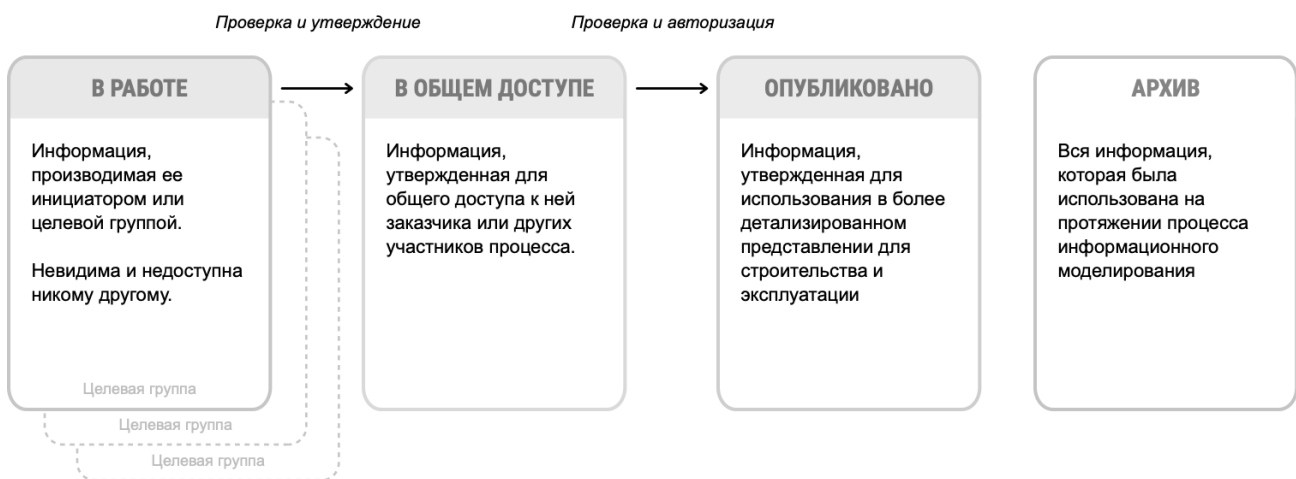 Проверка и утверждение
Проверка и авторизация
В РАБОТЕ
Информация,
производимая ее
инициатором или
целевой группой.
Невидима и недоступна
никому другому.
Целевая группа
Целевая группа
Целевая группа
В ОБЩЕМ ДОСТУПЕ
Информация,
утвержденная для
общего доступа к ней
заказчика или других
участников процесса.
ОПУБЛИКОВАНО
Информация,
утвержденная для
использования в более
детализированном
представлении для
строительства и
эксплуатации
АРХИВ
Вся информация,
которая была
использована на
протяжении процесса
информационного
моделирования